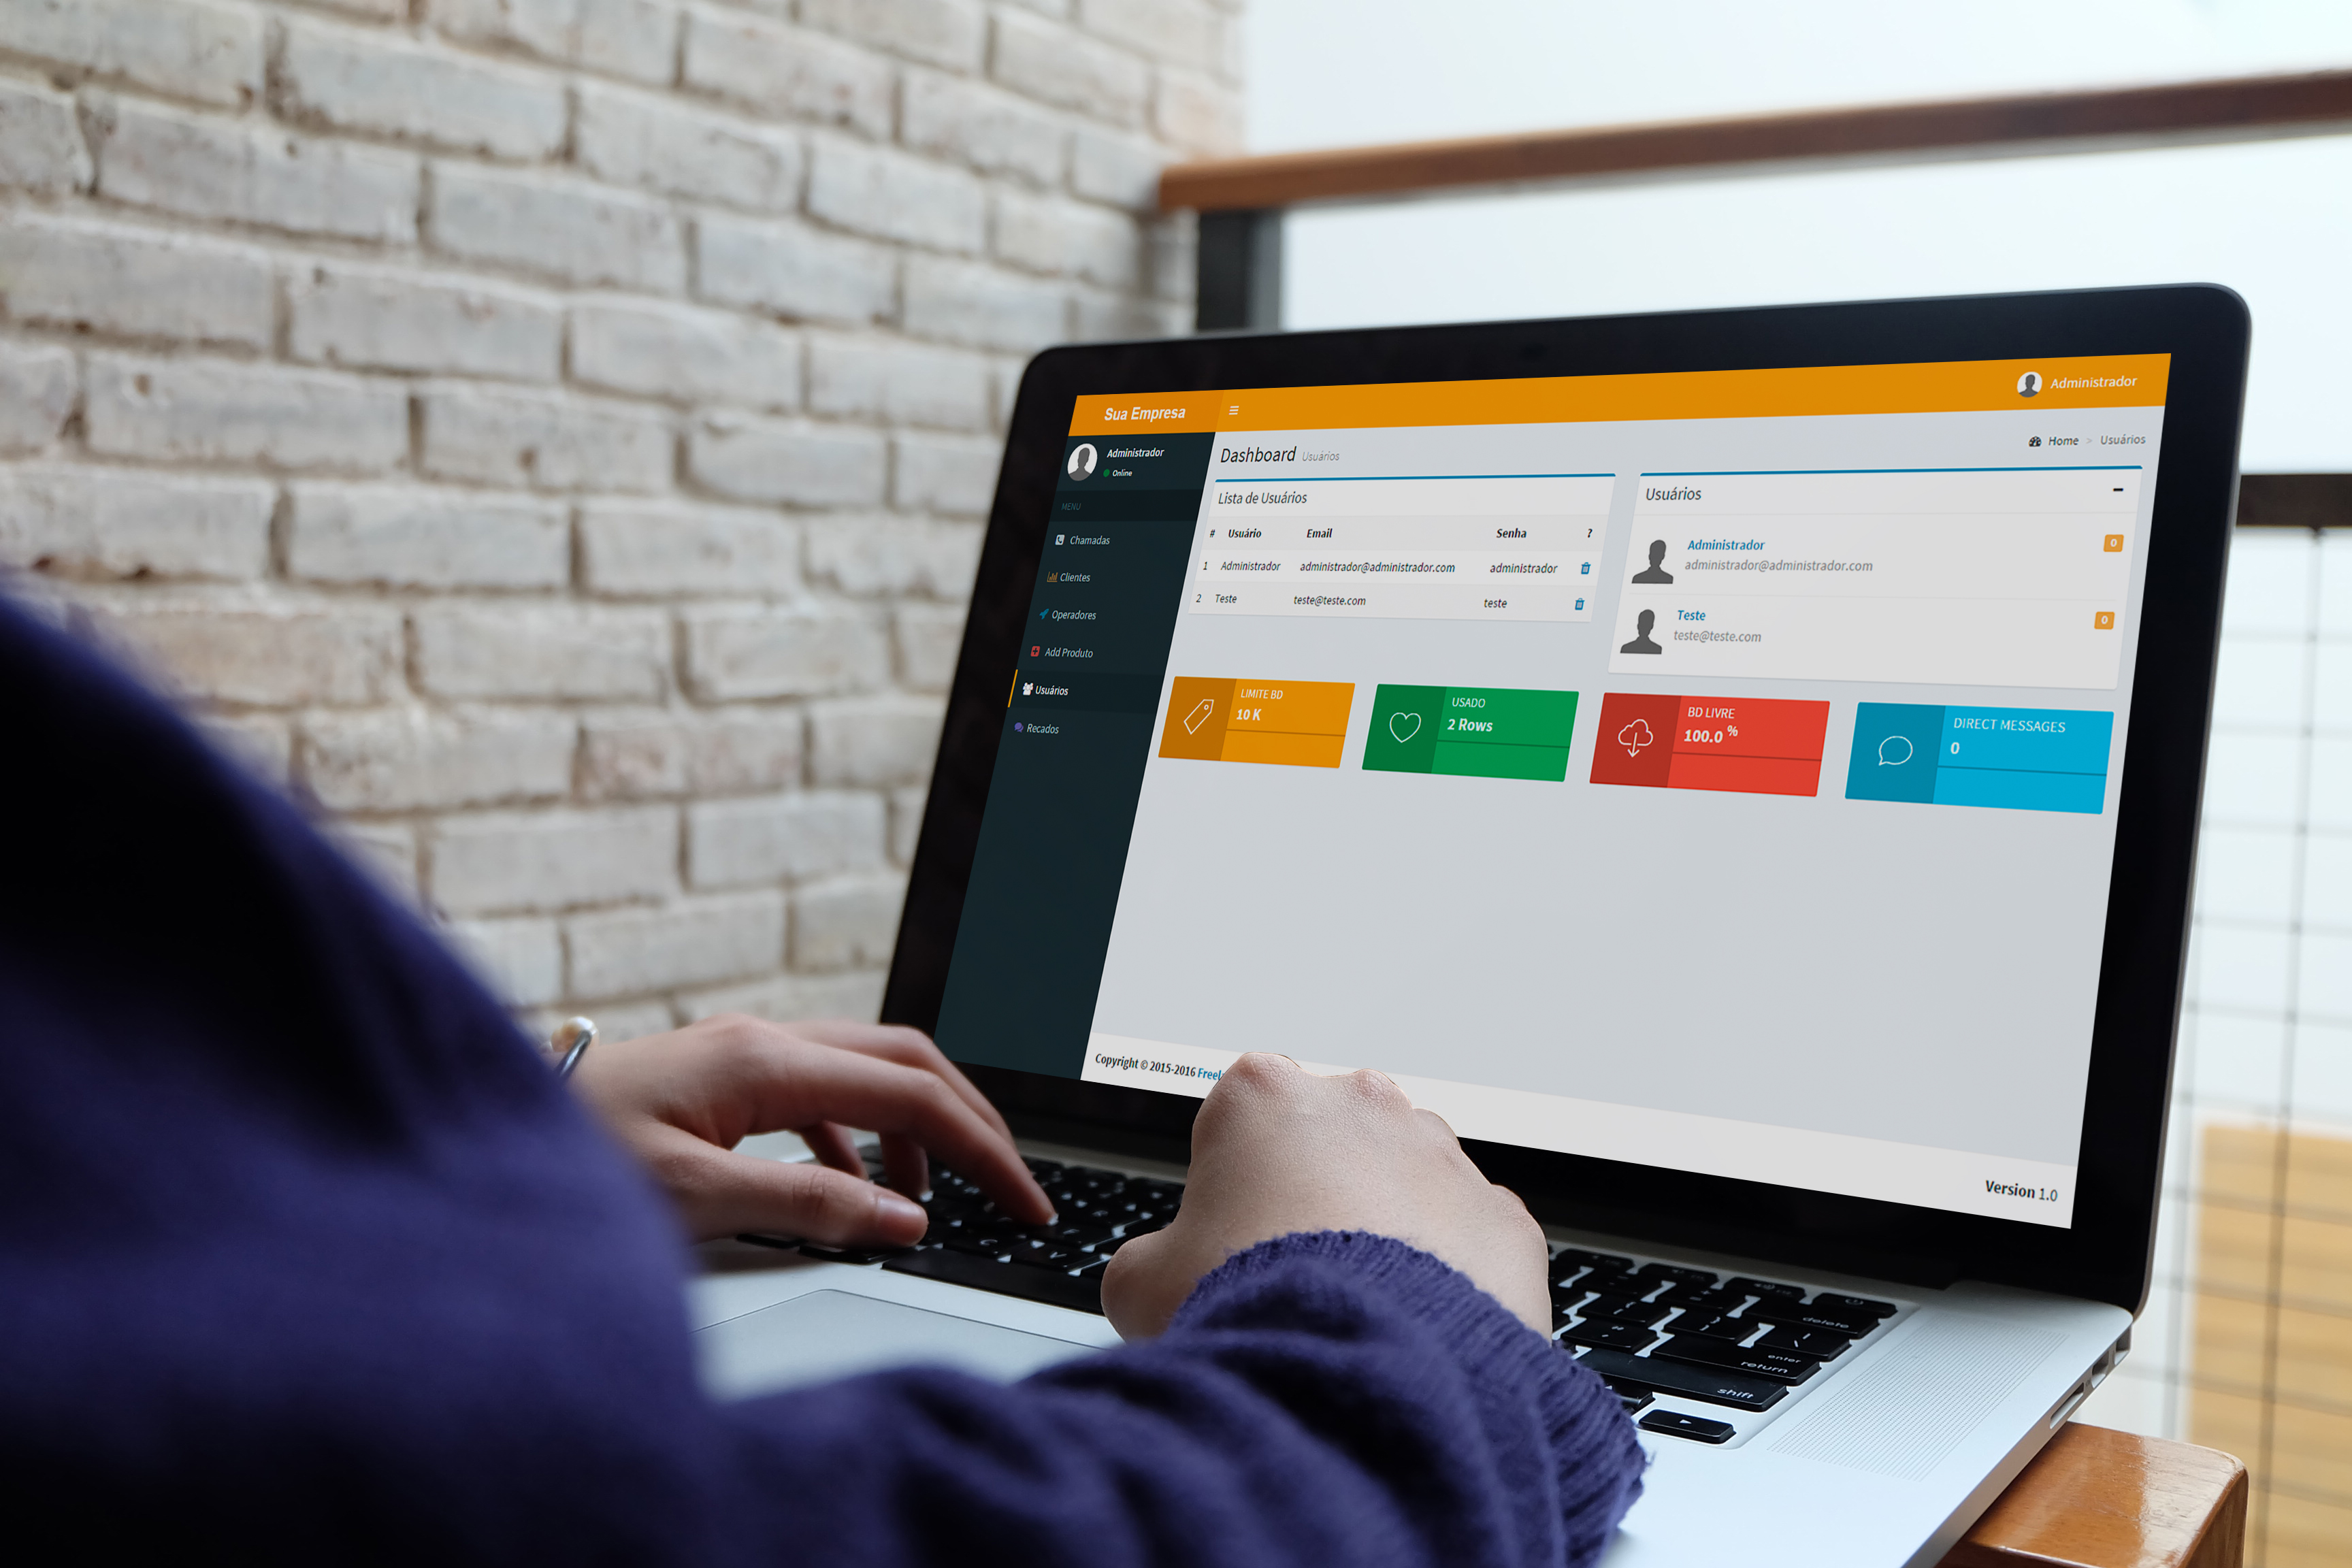 Sua Empresa
Administrador
Administrador
Online
MENU
Chamadas
Clientes
Operadores
Add Produto
Usuários
Recados
Dashboard Usuários
Home > Usuários
Lista de Usuários
# Usuário Email Senha ?
1 Administrador administrador@administrador.com administrador
2 Teste teste@teste.com teste
Usuários
Administrador 0
administrador@administrador.com
Teste 0
teste@teste.com
LIMITE BD
10 K
USADO
2 Rows
BD LIVRE
100.0 %
DIRECT MESSAGES
0
Copyright © 2015-2016
Version 1.0
C
V
delete
enter
return
shift